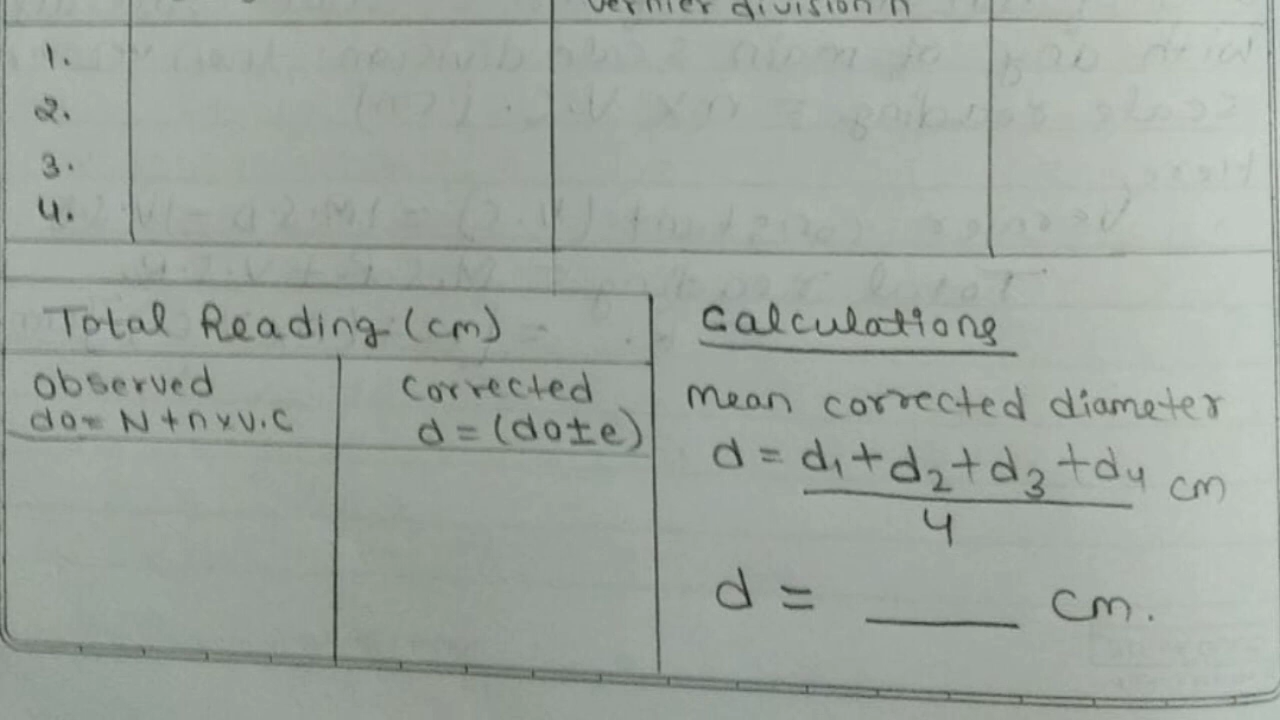 vernier division n
1.
2.
3.
4.
Total Reading (cm)
observed
do = N + n x v.c
corrected
d = (do ± e)
Calculations
mean corrected diameter
d = d1 + d2 + d3 + d4 cm
4
d = ____ cm.